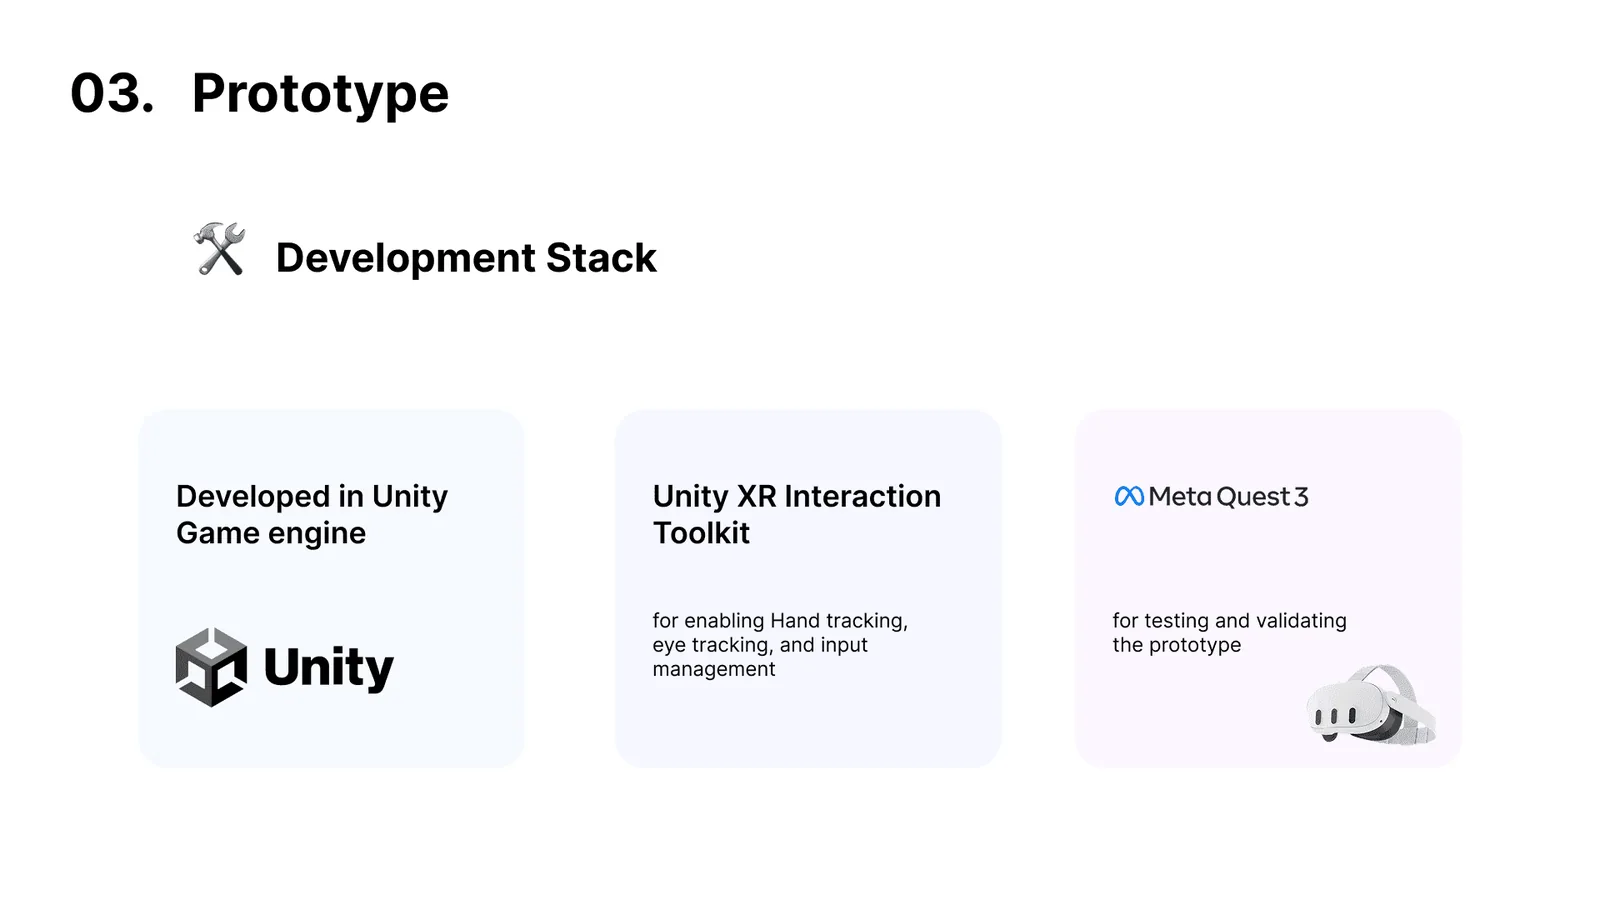 03. Prototype
Development Stack
Developed in Unity
Game engine
Unity
Unity XR Interaction
Toolkit
for enabling Hand tracking,
eye tracking, and input
management
Meta Quest 3
for testing and validating
the prototype